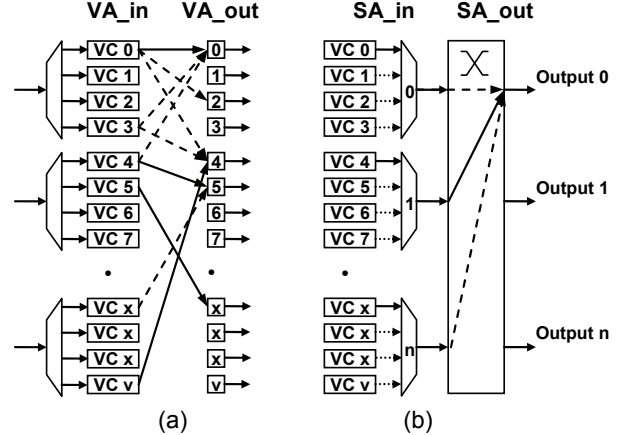 VA_in VA_out SA_in SA_out
VC 0 0 VC 0
VC 1 1 VC 1 Output 0
VC 2 2 VC 2 0
VC 3 3 VC 3
VC 4 4 VC 4
VC 5 5 VC 5 Output 1
VC 6 6 VC 6 1
VC 7 7 VC 7
VC x x VC x
VC x x VC x Output n
VC x x VC x n
VC v v VC v
(a) (b)